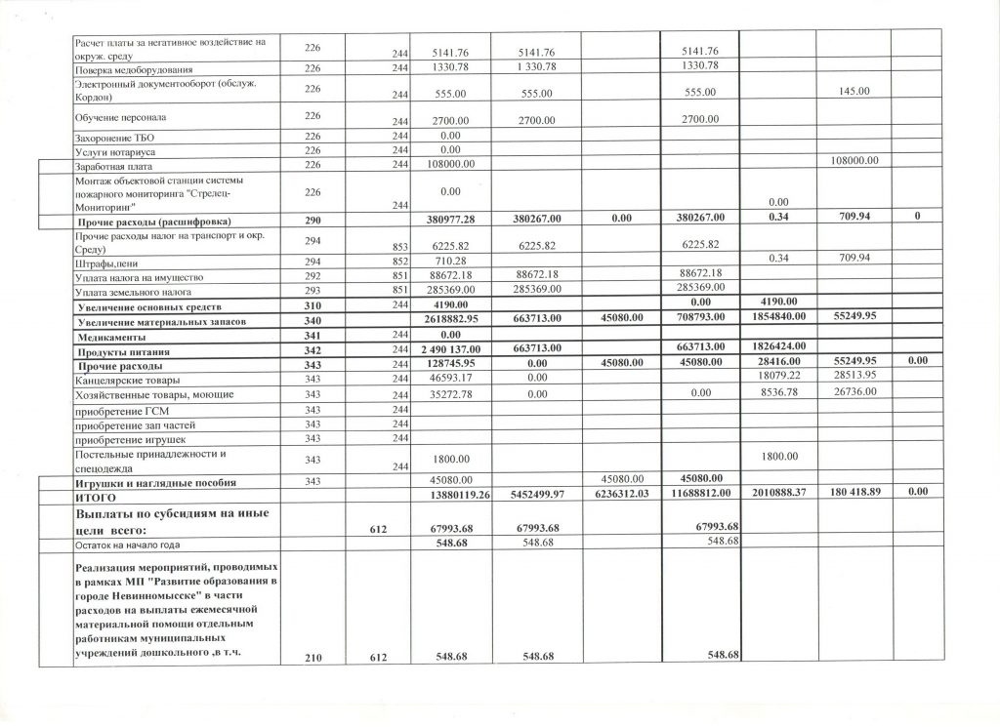 Расчет платы за негативное воздействие на
окруж. среду 226 244 5141.76 5141.76 5141.76
Поверка медоборудования 226 244 1330.78 1 330.78 1330.78
Электронный документооборот (обслуж.
Кордон) 226 244 555.00 555.00 555.00 145.00
Обучение персонала 226 244 2700.00 2700.00 2700.00
Захоронение ТБО 226 244 0.00
Услуги нотариуса 226 244 0.00
Заработная плата 226 244 108000.00 108000.00
Монтаж объектовой станции системы
пожарного мониторинга "Стрелец-
Мониторинг" 226 244 0.00 0.00
Прочие расходы (расшифровка) 290 380977.28 380267.00 0.00 380267.00 0.34 709.94 0
Прочие расходы налог на транспорт и окр.
Среду) 294 853 6225.82 6225.82 6225.82
Штрафы,пени 294 852 710.28 0.34 709.94
Уплата налога на имущество 292 851 88672.18 88672.18 88672.18
Уплата земельного налога 293 851 285369.00 285369.00 285369.00
Увеличение основных средств 310 244 4190.00 0.00 4190.00
Увеличение материальных запасов 340 2618882.95 663713.00 45080.00 708793.00 1854840.00 55249.95
Медикаменты 341 244 0.00
Продукты питания 342 244 2 490 137.00 663713.00 663713.00 1826424.00
Прочие расходы 343 244 128745.95 0.00 45080.00 45080.00 28416.00 55249.95 0.00
Канцелярские товары 343 244 46593.17 0.00 18079.22 28513.95
Хозяйственные товары, моющие 343 244 35272.78 0.00 0.00 8536.78 26736.00
приобретение ГСМ 343 244
приобретение зап частей 343 244
приобретение игрушек 343 244
Постельные принадлежности и
спецодежда 343 244 1800.00 1800.00
Игрушки и наглядные пособия 343 45080.00 45080.00 45080.00
ИТОГО 13880119.26 5452499.97 6236312.03 11688812.00 2010888.37 180 418.89 0.00
Выплаты по субсидиям на иные
цели всего: 612 67993.68 67993.68 67993.68
Остаток на начало года 548.68 548.68 548.68
Реализация мероприятий, проводимых
в рамках МП "Развитие образования в
городе Невинномысске" в части
расходов на выплаты ежемесячной
материальной помощи отдельным
работникам муниципальных
учреждений дошкольного ,в т.ч. 210 612 548.68 548.68 548.68